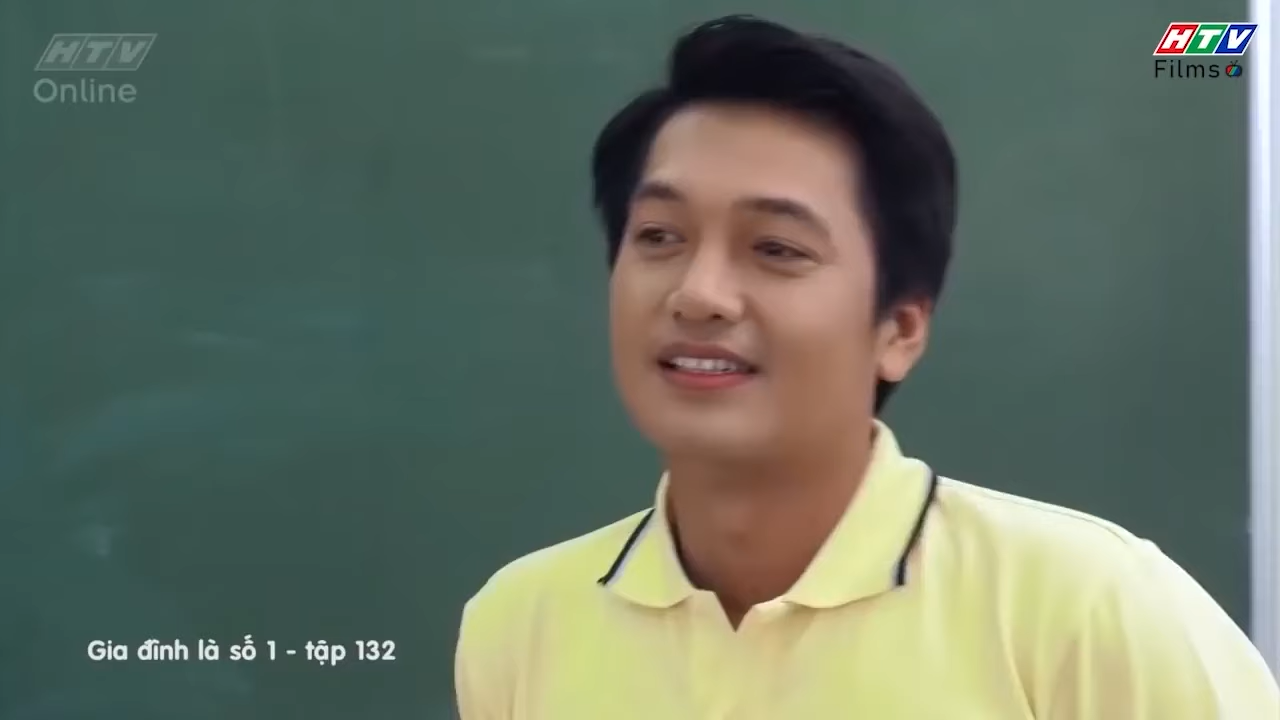 HTV
Online
HTV
Films
Gia đình là số 1 - tập 132